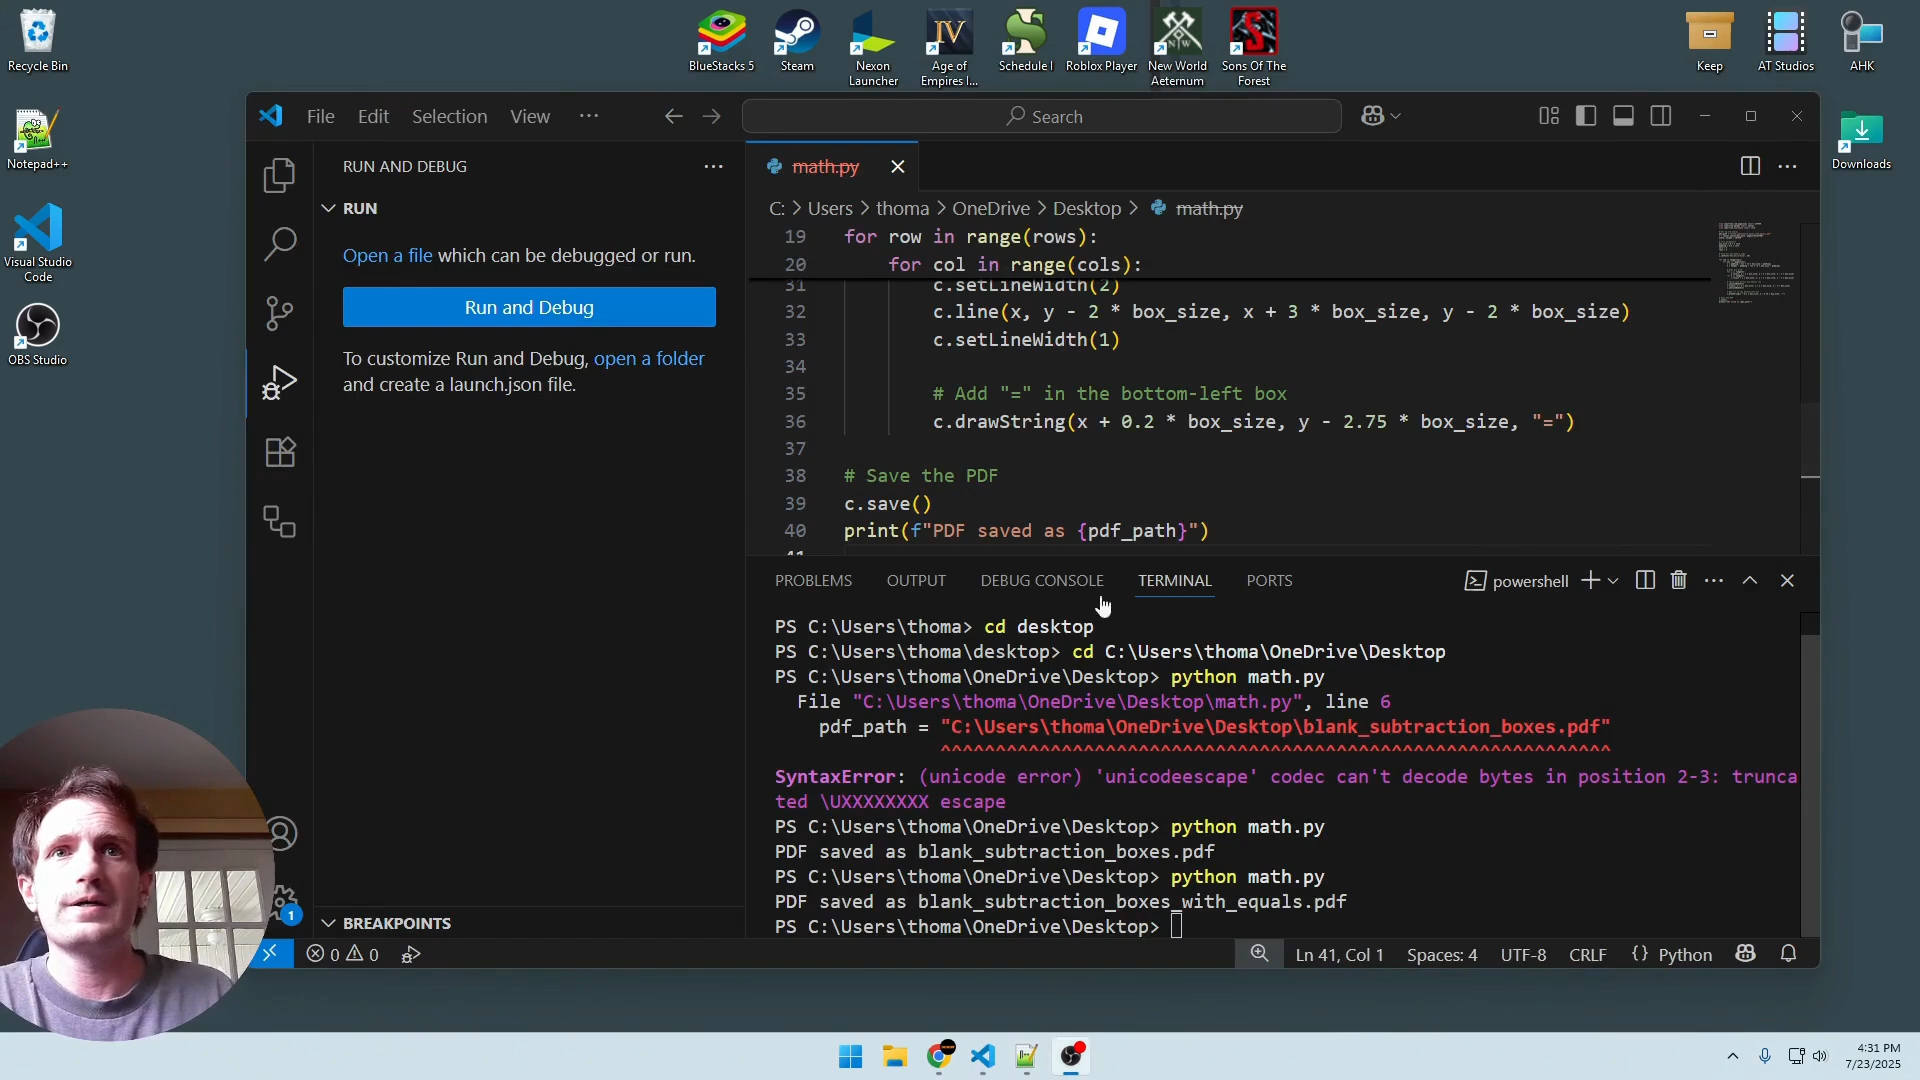 Recycle Bin
BlueStacks 5
Steam
Nexon
Launcher
IV
Age of
Empires I...
Schedule I
Roblox Player
NW
New World
Aeternum
Sons Of The
Forest
Keep
AT Studios
AHK
Notepad++
Visual Studio
Code
OBS Studio
Downloads
File Edit Selection View ···
Search
RUN AND DEBUG
RUN
Open a file which can be debugged or run.
Run and Debug
To customize Run and Debug, open a folder
and create a launch.json file.
BREAKPOINTS
1
math.py
C: > Users > thoma > OneDrive > Desktop > math.py
19 for row in range(rows):
20 for col in range(cols):
31 c.setLineWidth(2)
32 c.line(x, y - 2 * box_size, x + 3 * box_size, y - 2 * box_size)
33 c.setLineWidth(1)
34
35 # Add "=" in the bottom-left box
36 c.drawString(x + 0.2 * box_size, y - 2.75 * box_size, "=")
37
38 # Save the PDF
39 c.save()
40 print(f"PDF saved as {pdf_path}")
41
PROBLEMS OUTPUT DEBUG CONSOLE TERMINAL PORTS
powershell
PS C:\Users\thoma> cd desktop
PS C:\Users\thoma\desktop> cd C:\Users\thoma\OneDrive\Desktop
PS C:\Users\thoma\OneDrive\Desktop> python math.py
File "C:\Users\thoma\OneDrive\Desktop\math.py", line 6
pdf_path = "C:\Users\thoma\OneDrive\Desktop\blank_subtraction_boxes.pdf"
^^^^^^^^^^^^^^^^^^^^^^^^^^^^^^^^^^^^^^^^^^^^^^^^^^^^^^^^^^^^^
SyntaxError: (unicode error) 'unicodeescape' codec can't decode bytes in position 2-3: trunca
ted \UXXXXXXXX escape
PS C:\Users\thoma\OneDrive\Desktop> python math.py
PDF saved as blank_subtraction_boxes.pdf
PS C:\Users\thoma\OneDrive\Desktop> python math.py
PDF saved as blank_subtraction_boxes_with_equals.pdf
PS C:\Users\thoma\OneDrive\Desktop>
0 0
Ln 41, Col 1 Spaces: 4 UTF-8 CRLF {} Python
4:31 PM
7/23/2025